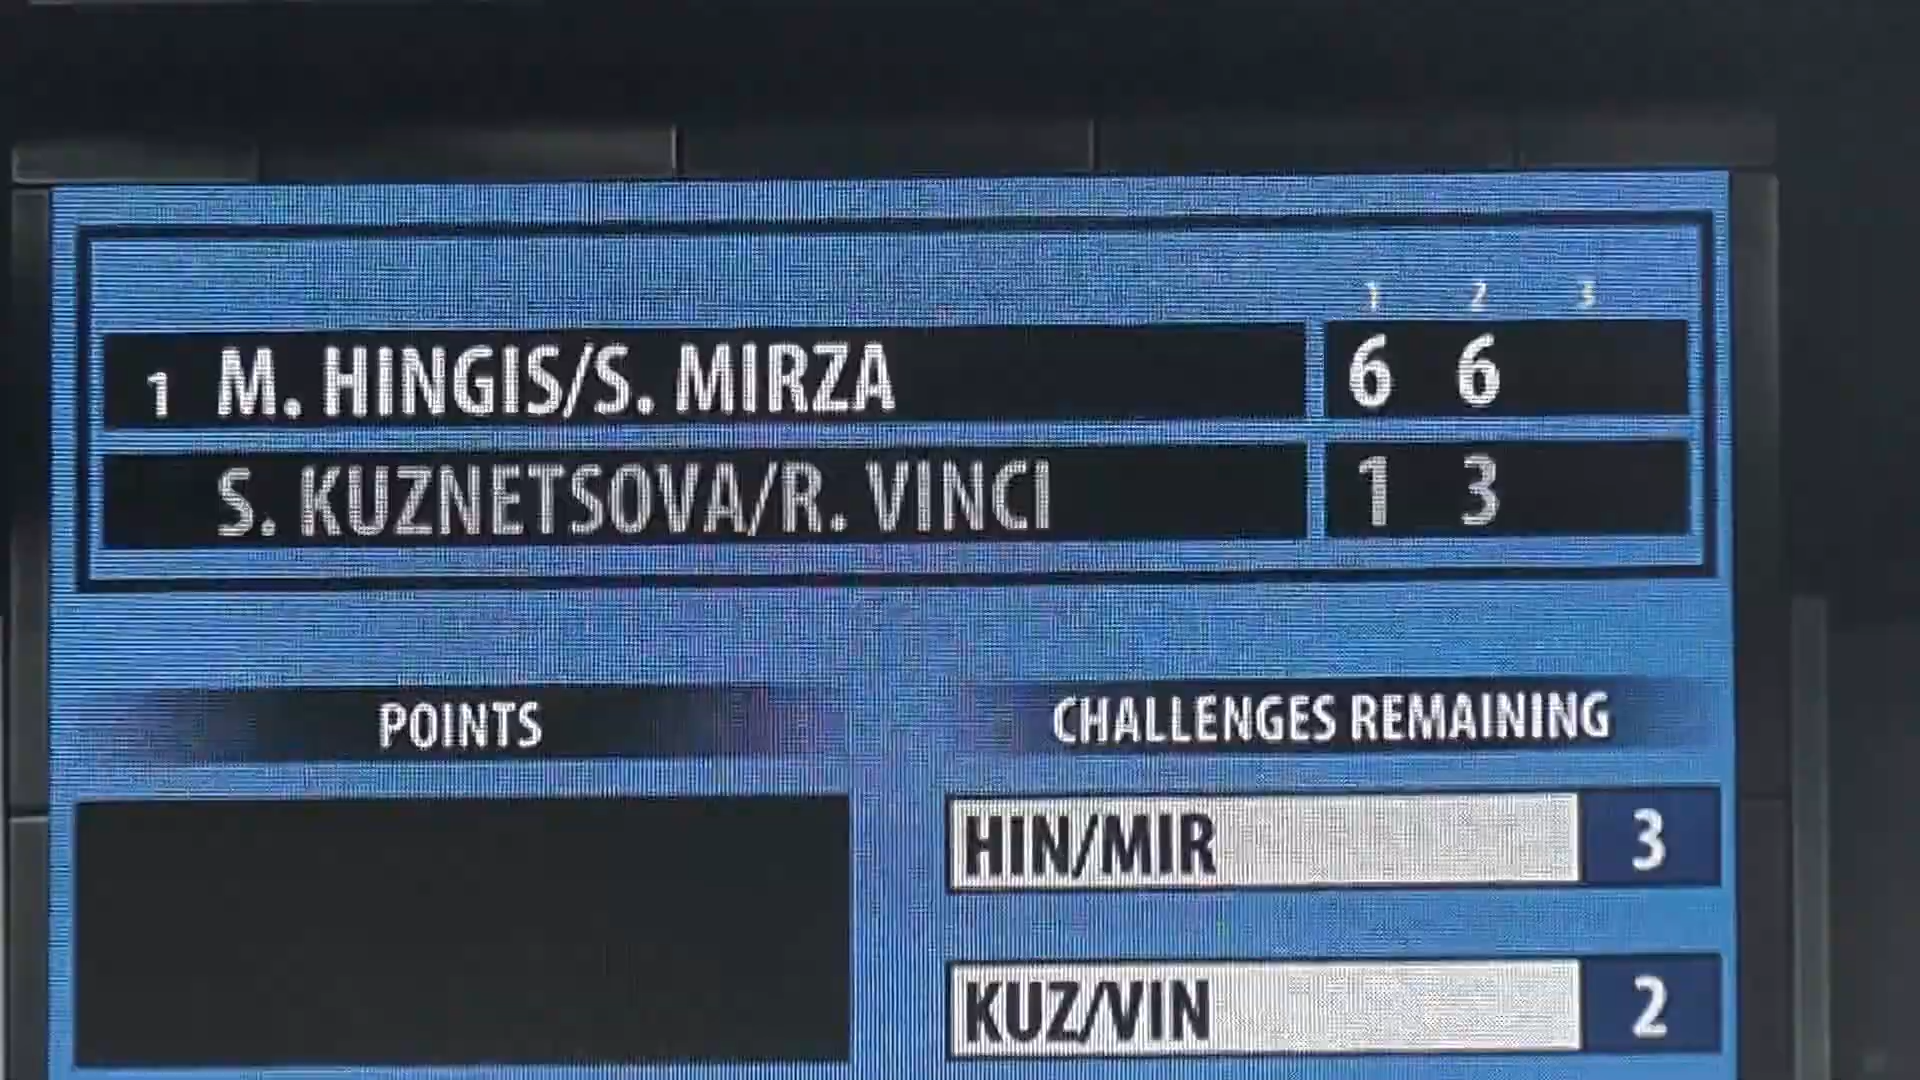 1 2 3
1 M. HINGIS/S. MIRZA 6 6
S. KUZNETSOVA/R. VINCI 1 3
POINTS CHALLENGES REMAINING
HIN/MIR 3
KUZ/VIN 2